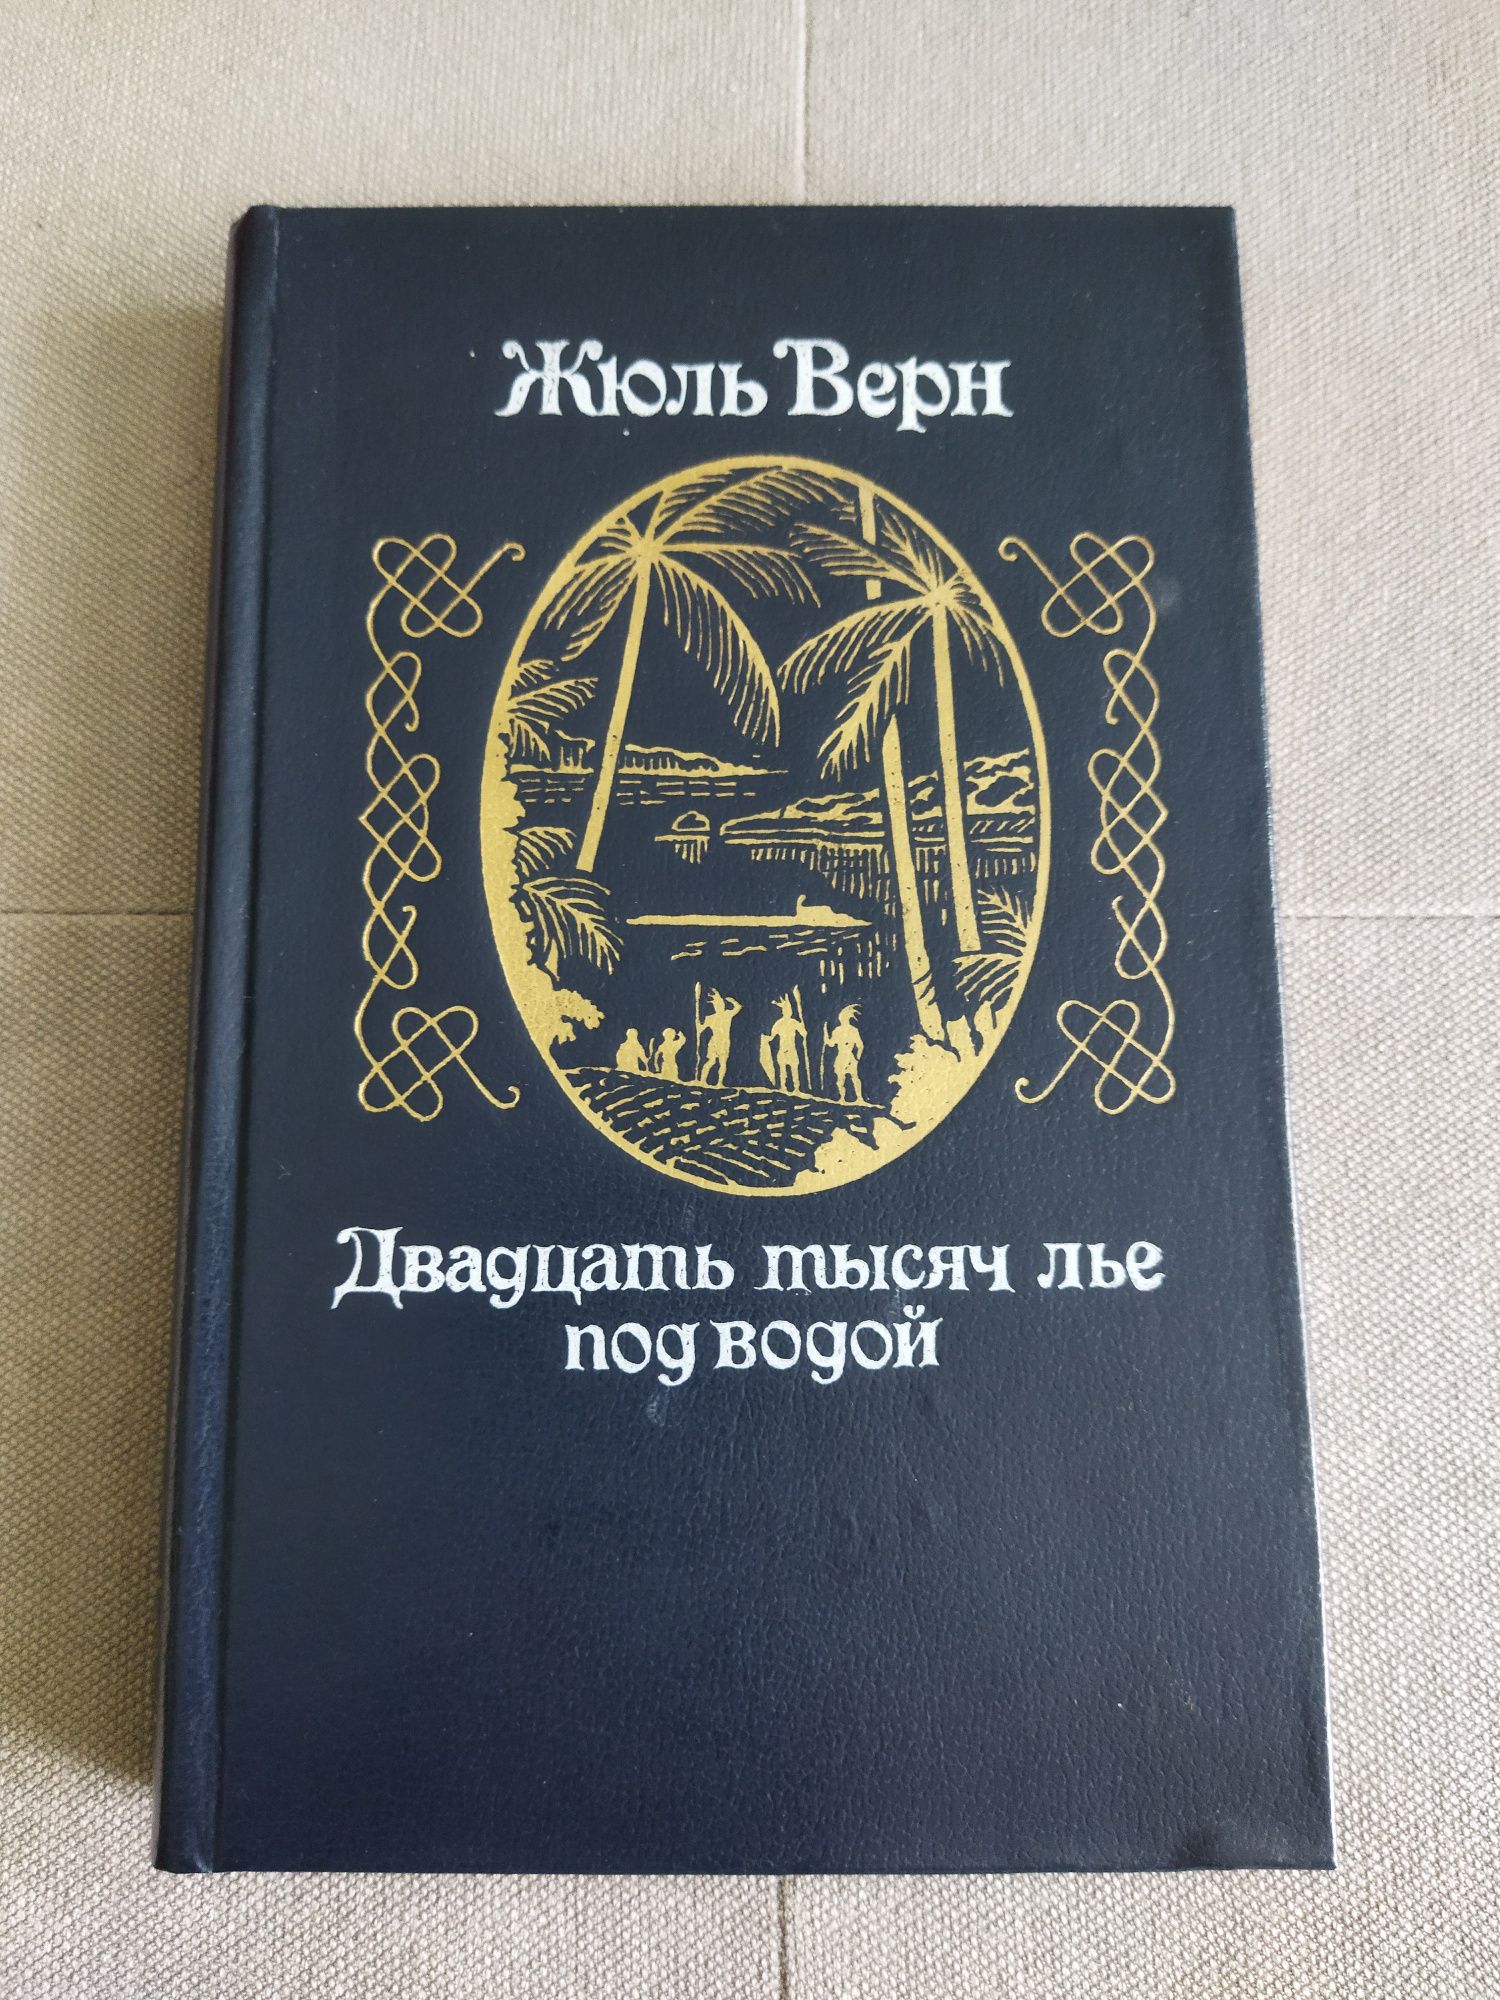 Жюль Верн
Двадцать тысяч лье
под водой